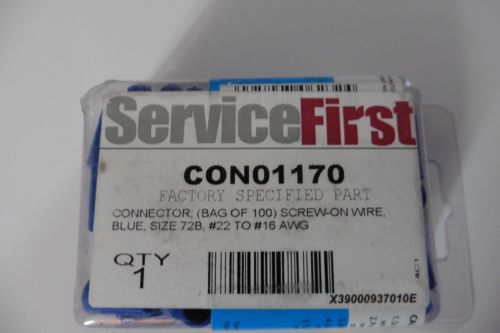 ServiceFirst
CON01170
FACTORY SPECIFIED PART
CONNECTOR; (BAG OF 100) SCREW-ON WIRE,
BLUE, SIZE 72B, #22 TO #16 AWG
QTY
1
4C1
X39000937010E